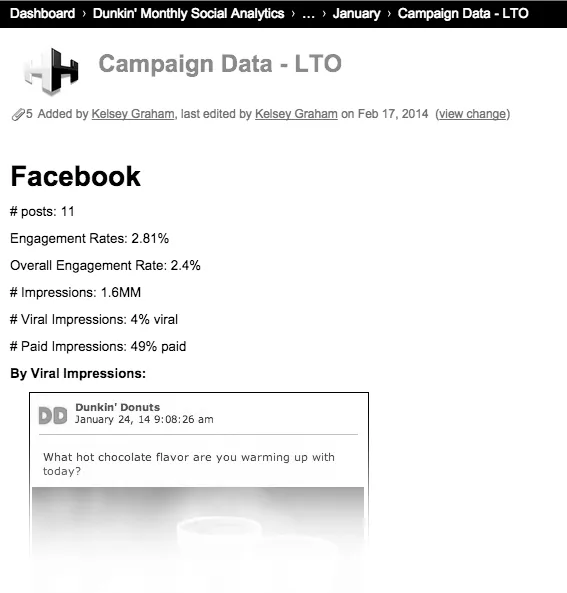 Dashboard › Dunkin' Monthly Social Analytics › ... › January › Campaign Data - LTO
Campaign Data - LTO
5 Added by Kelsey Graham, last edited by Kelsey Graham on Feb 17, 2014 (view change)
Facebook
# posts: 11
Engagement Rates: 2.81%
Overall Engagement Rate: 2.4%
# Impressions: 1.6MM
# Viral Impressions: 4% viral
# Paid Impressions: 49% paid
By Viral Impressions:
DD Dunkin' Donuts
January 24, 14 9:08:26 am
What hot chocolate flavor are you warming up with
today?